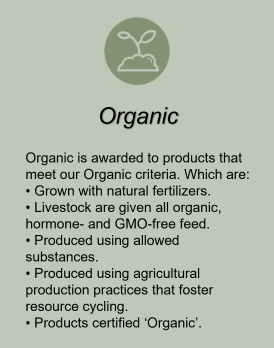 Organic
Organic is awarded to products that
meet our Organic criteria. Which are:
• Grown with natural fertilizers.
• Livestock are given all organic,
hormone- and GMO-free feed.
• Produced using allowed
substances.
• Produced using agricultural
production practices that foster
resource cycling.
• Products certified ‘Organic’.